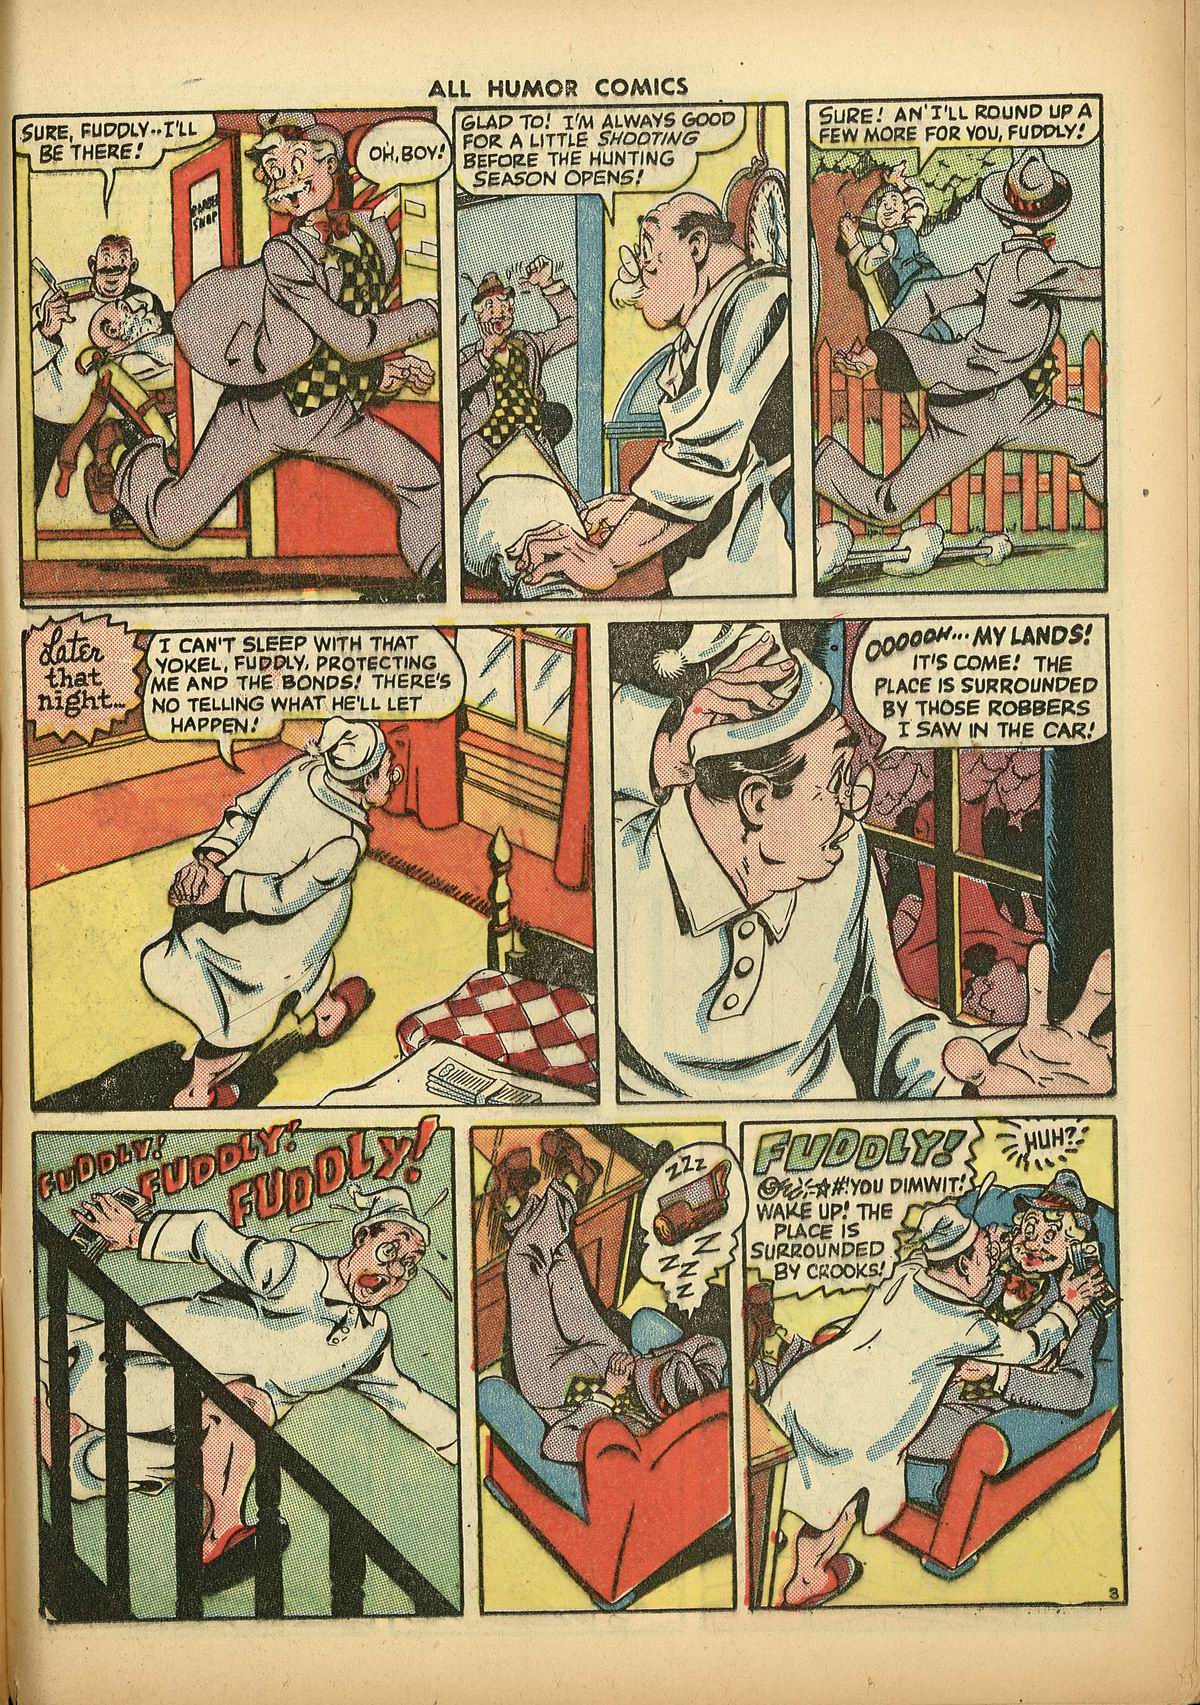 ALL HUMOR COMICS
SURE, FUDDLY..I'LL
BE THERE!
OH, BOY!
BARBER
SHOP
GLAD TO! I'M ALWAYS GOOD
FOR A LITTLE SHOOTING
BEFORE THE HUNTING
SEASON OPENS!
SURE! AN' I'LL ROUND UP A
FEW MORE FOR YOU, FUDDLY!
Later
that
night...
I CAN'T SLEEP WITH THAT
YOKEL, FUDDLY, PROTECTING
ME AND THE BONDS! THERE'S
NO TELLING WHAT HE'LL LET
HAPPEN!
OOOOOH... MY LANDS!
IT'S COME! THE
PLACE IS SURROUNDED
BY THOSE ROBBERS
I SAW IN THE CAR!
FUDDLY!
FUDDLY!
FUDDLY!
ZZZ
Z
Z
Z
Z
FUDDLY!
#!YOU DIMWIT!
WAKE UP! THE
PLACE IS
SURROUNDED
BY CROOKS!
HUH?!
3